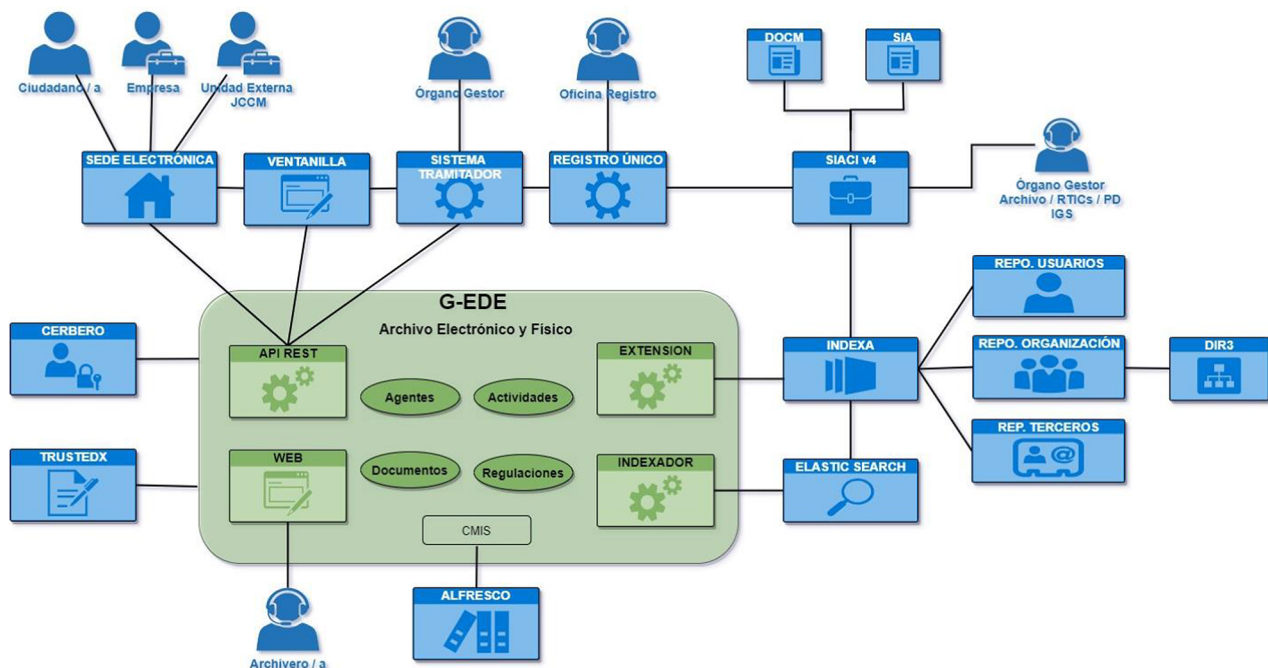 DOCM
SIA
Ciudadano / a
Empresa
Unidad Externa
JCCM
Órgano Gestor
Oficina Registro
SEDE ELECTRÓNICA
VENTANILLA
SISTEMA
TRAMITADOR
REGISTRO ÚNICO
SIACI v4
Órgano Gestor
Archivo / RTICs / PD
IGS
G-EDE
Archivo Electrónico y Físico
CERBERO
API REST
EXTENSION
INDEXA
REPO. USUARIOS
REPO. ORGANIZACIÓN
DIR3
Agentes
Actividades
TRUSTEDX
WEB
Documentos
Regulaciones
INDEXADOR
ELASTIC SEARCH
REP. TERCEROS
@
CMIS
ALFRESCO
Archivero / a